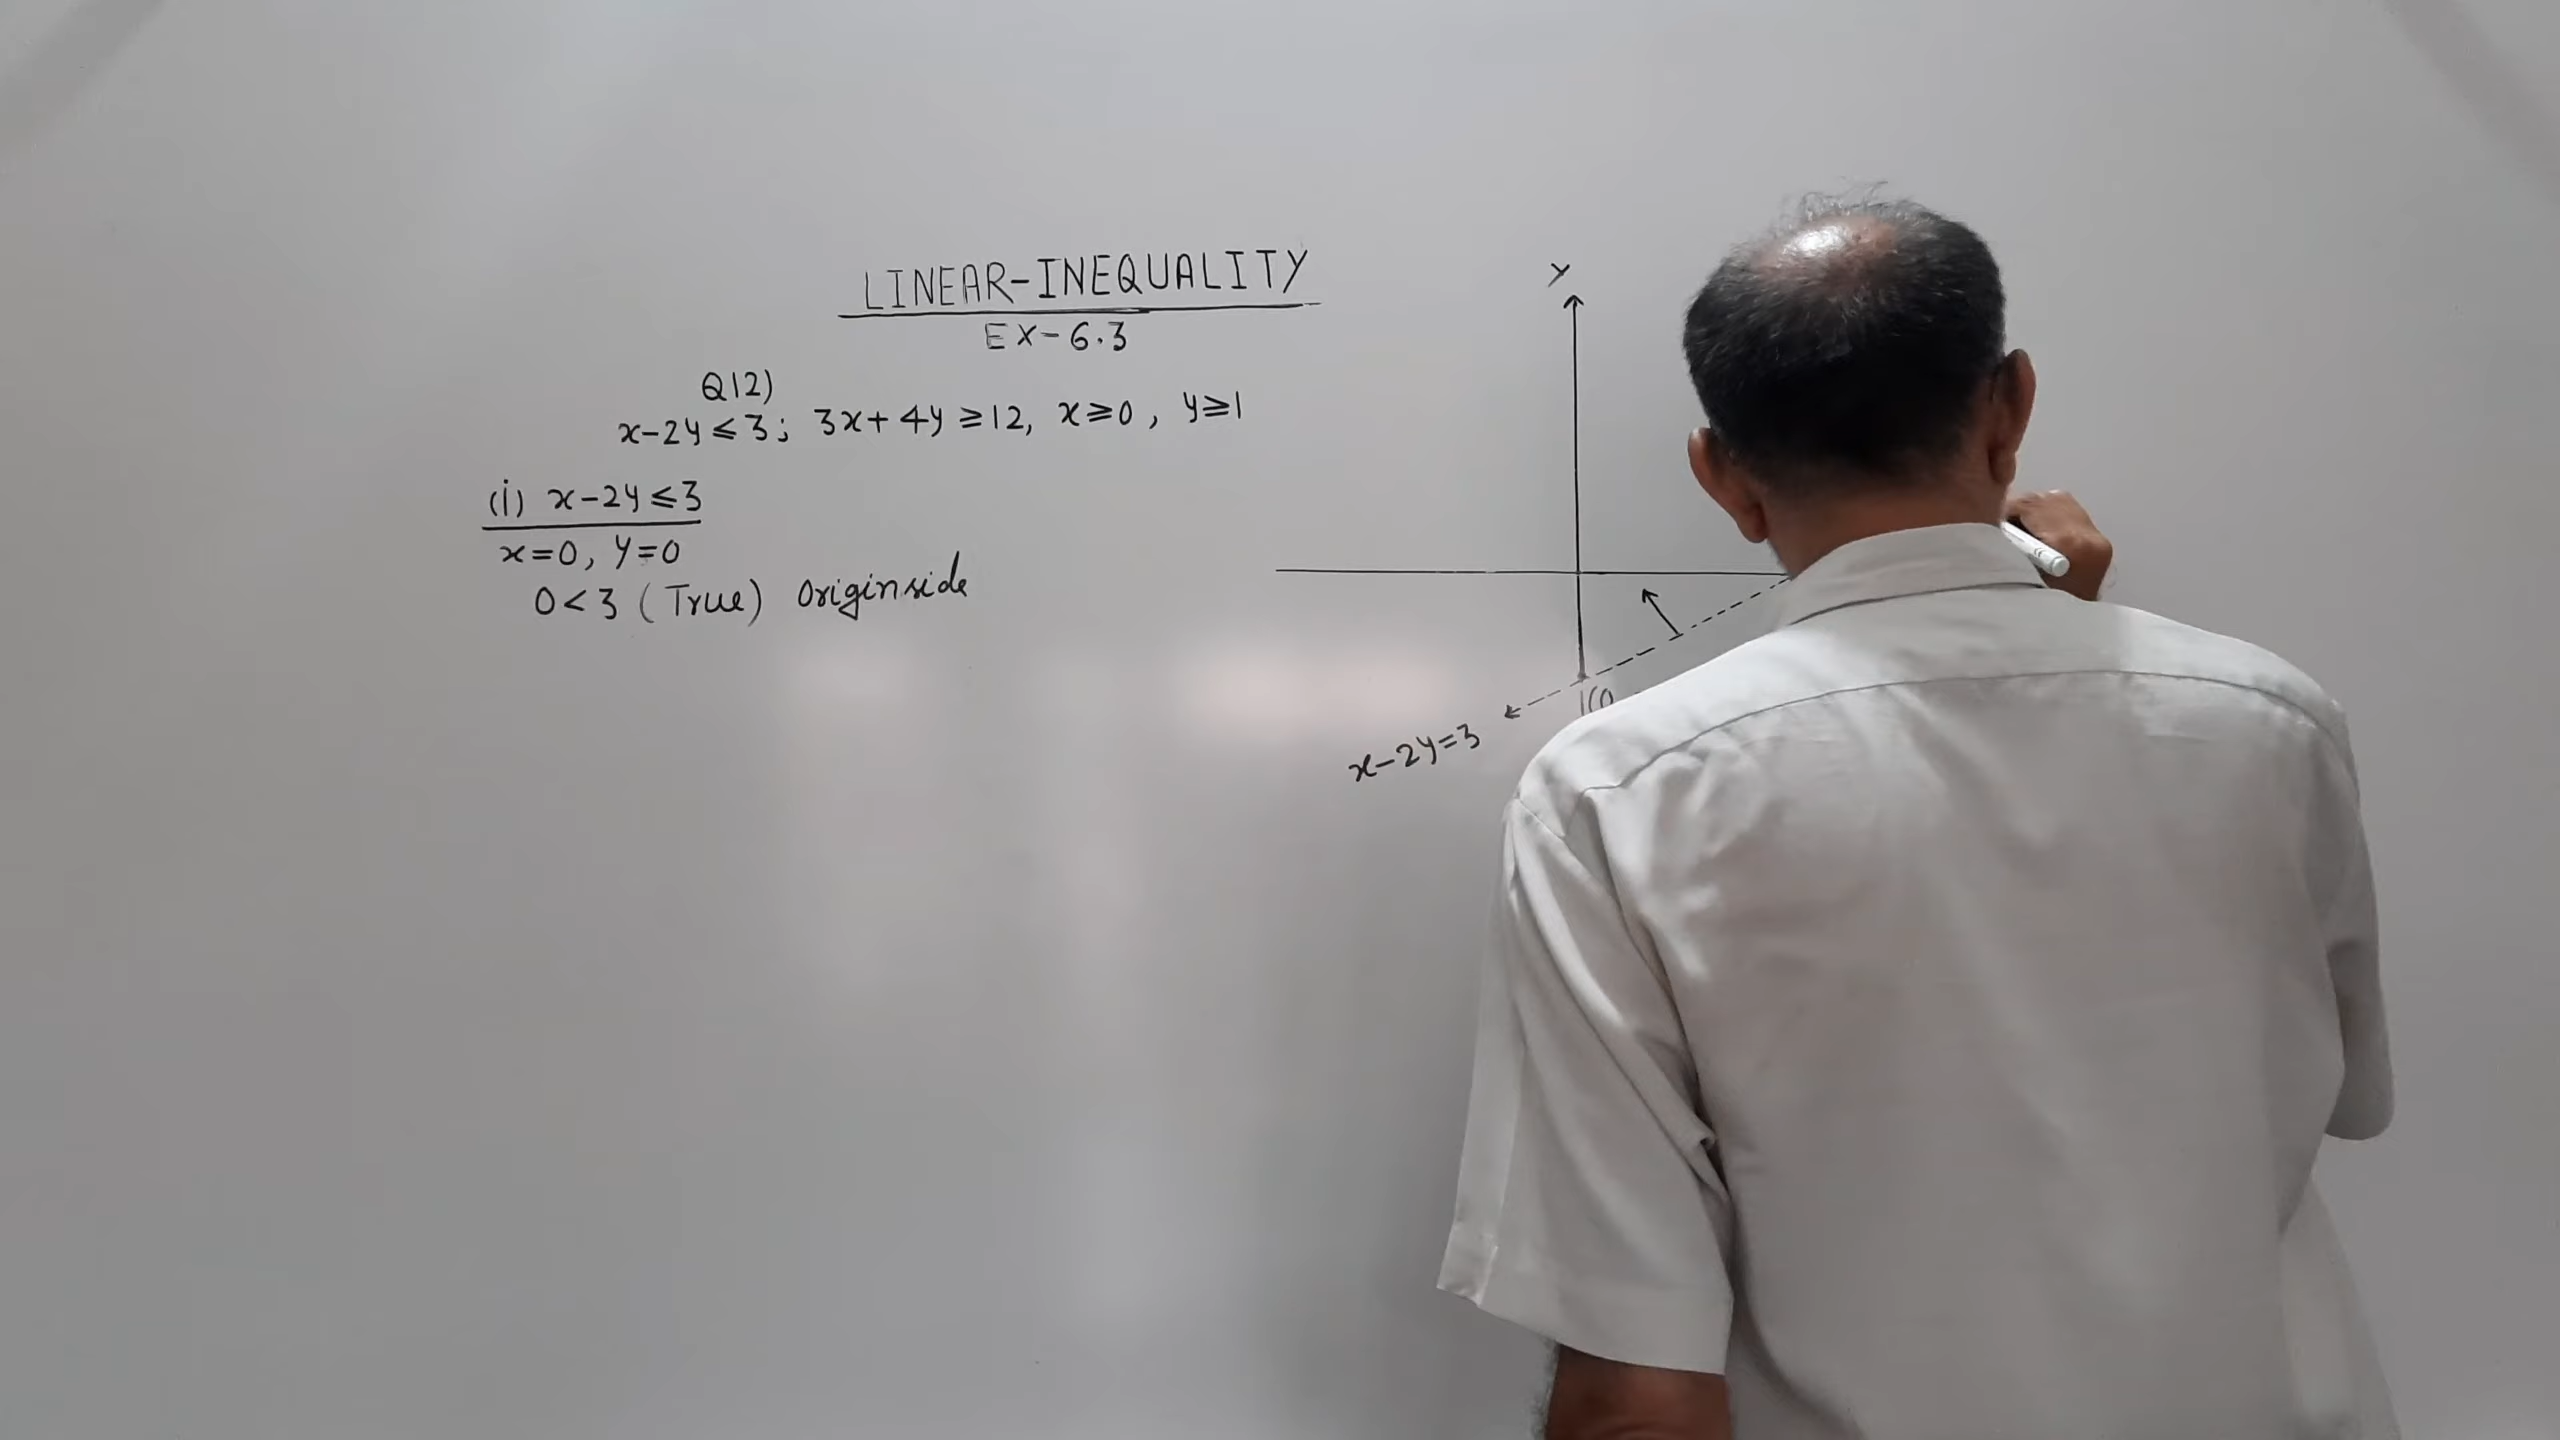 LINEAR-INEQUALITY
EX-6.3
Q12)
x-2y≤3; 3x+4y≥12, x≥0, y≥1
(i) x-2y≤3
x=0, y=0
0<3 (True) Originside
Y
x-2y=3